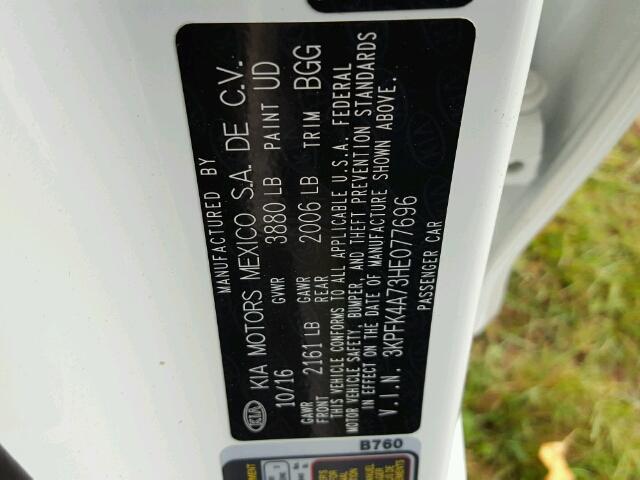 MANUFACTURED BY
KIA KIA MOTORS MEXICO S.A. DE C.V.
10/16 GVWR 3880 LB PAINT UD
GAWR FRONT 2161 LB GAWR REAR 2006 LB TRIM BGG
THIS VEHICLE CONFORMS TO ALL APPLICABLE U.S.A. FEDERAL
MOTOR VEHICLE SAFETY, BUMPER, AND THEFT PREVENTION STANDARDS
IN EFFECT ON THE DATE OF MANUFACTURE SHOWN ABOVE.
V.I.N. 3KPFK4A73HE077696
PASSENGER CAR
B760